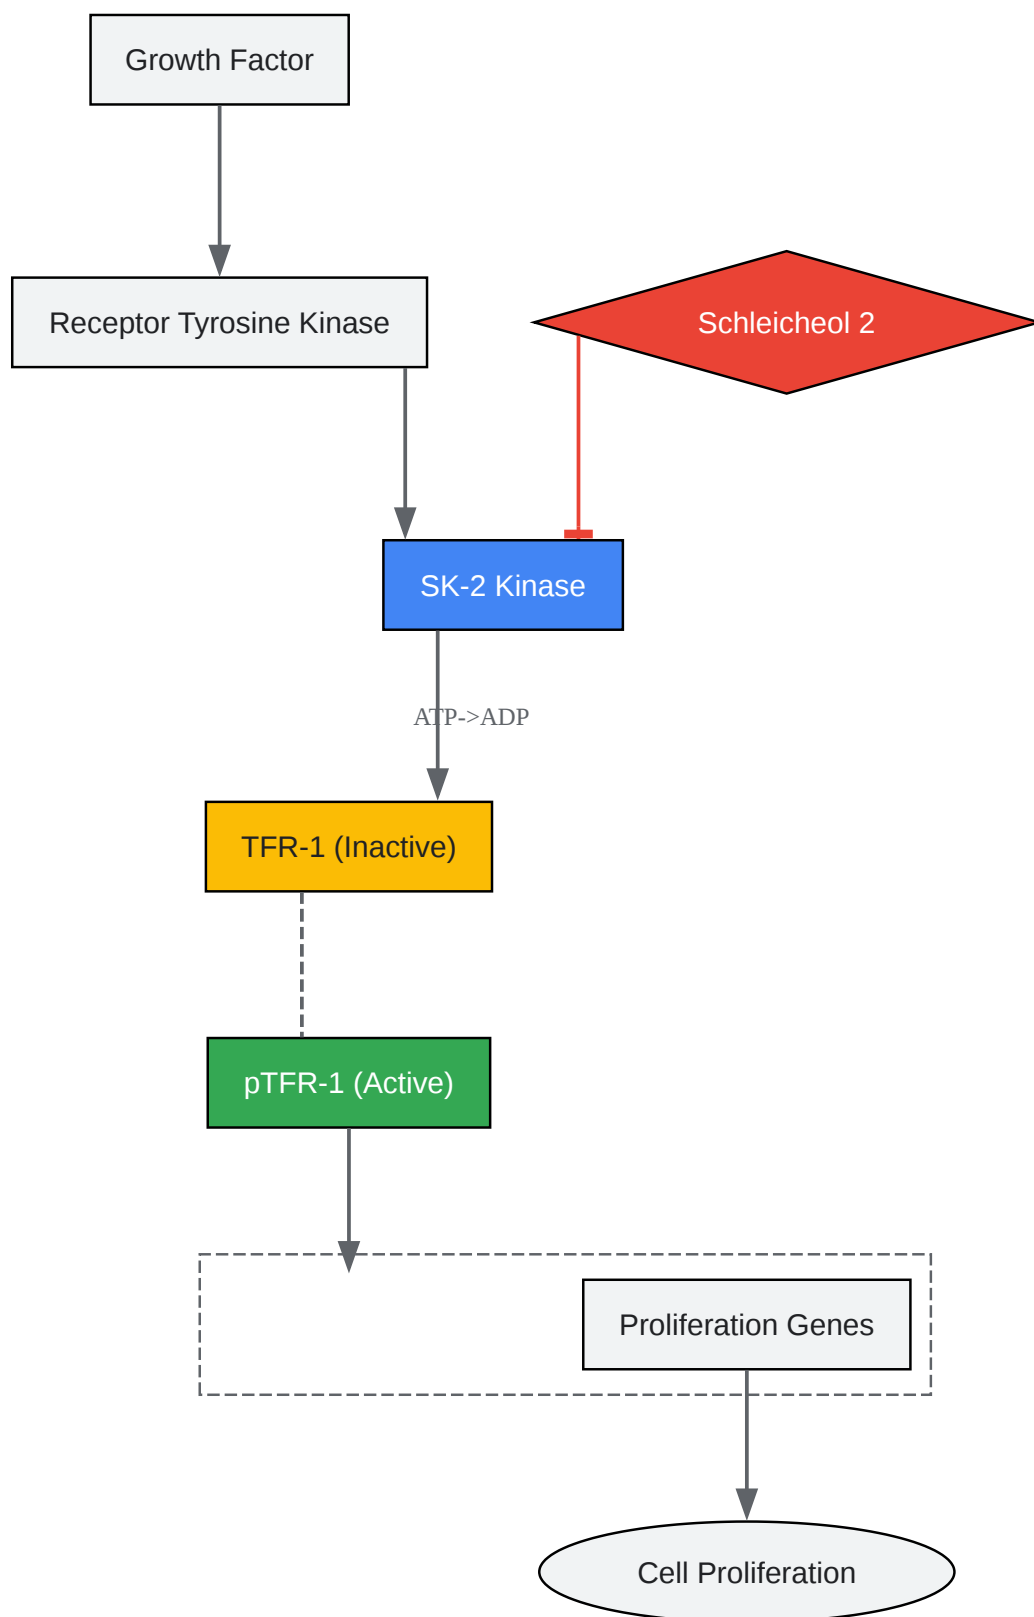 Growth Factor
Receptor Tyrosine Kinase
Schleicheol 2
SK-2 Kinase
ATP->ADP
TFR-1 (Inactive)
pTFR-1 (Active)
Proliferation Genes
Cell Proliferation